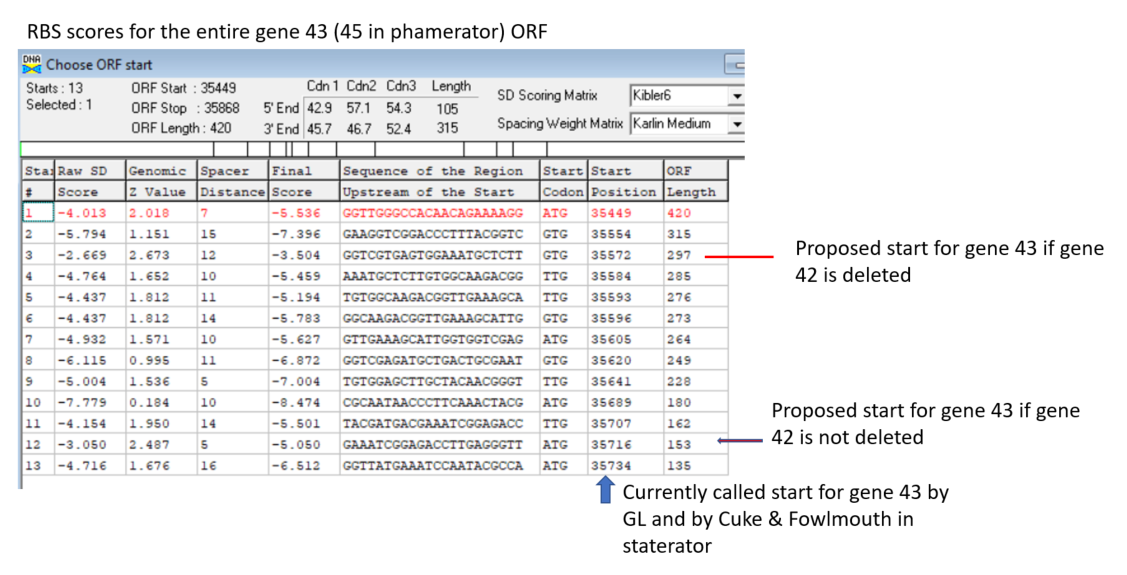 RBS scores for the entire gene 43 (45 in phamerator) ORF
DNA Choose ORF start
Starts : 13 ORF Start : 35449 Cdn 1 Cdn2 Cdn3 Length SD Scoring Matrix Kibler6
Selected : 1 ORF Stop : 35868 5' End 42.9 57.1 54.3 105
ORF Length : 420 3' End 45.7 46.7 52.4 315 Spacing Weight Matrix Karlin Medium
Star Raw SD Genomic Spacer Final Sequence of the Region Start Start ORF
# Score Z Value Distance Score Upstream of the Start Codon Position Length
1 -4.013 2.018 7 -5.536 GGTTGGGCCACAACAGAAAAGG ATG 35449 420
2 -5.794 1.151 15 -7.396 GAAGGTCGGACCCTTTACGGTC GTG 35554 315
3 -2.669 2.673 12 -3.504 GGTCGTGAGTGGAAATGCTCTT GTG 35572 297
4 -4.764 1.652 10 -5.459 AAATGCTCTTGTGGCAAGACGG TTG 35584 285
5 -4.437 1.812 11 -5.194 TGTGGCAAGACGGTTGAAAGCA TTG 35593 276
6 -4.437 1.812 14 -5.783 GGCAAGACGGTTGAAAGCATTG GTG 35596 273
7 -4.932 1.571 10 -5.627 GTTGAAAGCATTGGTGGTCGAG ATG 35605 264
8 -6.115 0.995 11 -6.872 GGTCGAGATGCTGACTGCGAAT GTG 35620 249
9 -5.004 1.536 5 -7.004 TGTGGAGCTTGCTACAACGGGT TTG 35641 228
10 -7.779 0.184 10 -8.474 CGCAATAACCCTTCAAACTACG ATG 35689 180
11 -4.154 1.950 14 -5.501 TACGATGACGAAATCGGAGACC TTG 35707 162
12 -3.050 2.487 5 -5.050 GAAATCGGAGACCTTGAGGGTT ATG 35716 153
13 -4.716 1.676 16 -6.512 GGTTATGAAATCCAATACGCCA ATG 35734 135
Proposed start for gene 43 if gene
42 is deleted
Proposed start for gene 43 if gene
42 is not deleted
Currently called start for gene 43 by
GL and by Cuke & Fowlmouth in
staterator